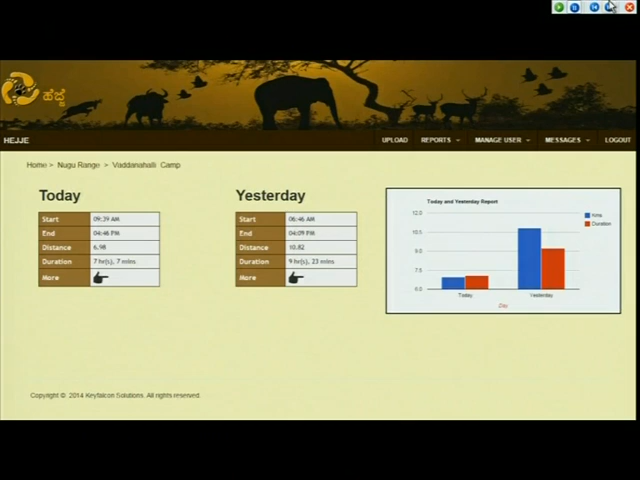 ಹೆಜ್ಜೆ
HEJJE
UPLOAD REPORTS MANAGE USER MESSAGES LOGOUT
Home > Nugu Range > Vaddanahalli Camp
Today
Start 09:39 AM
End 04:46 PM
Distance 6.98
Duration 7 hr(s), 7 mins
More
Yesterday
Start 06:46 AM
End 04:09 PM
Distance 10.82
Duration 9 hr(s), 23 mins
More
Today and Yesterday Report
12.0
10.5
9.0
7.5
6.0
Today Yesterday
Day
Kms
Duration
Copyright © 2014 Keyfalcon Solutions. All rights reserved.